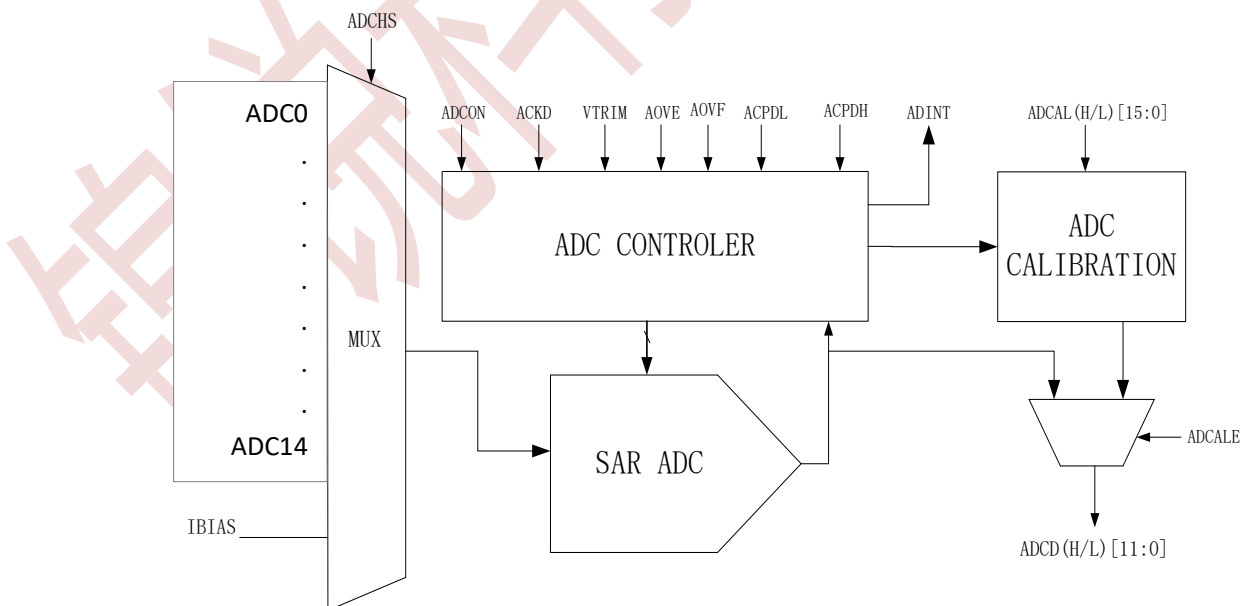 ADCHS
ADC0
ADCON ACKD VTRIM AOVE AOVF ACPDL ACPDH ADINT ADCAL(H/L)[15:0]
ADC CONTROLER
ADC
CALIBRATION
MUX
ADC14
SAR ADC
ADCALE
IBIAS
ADCD(H/L)[11:0]